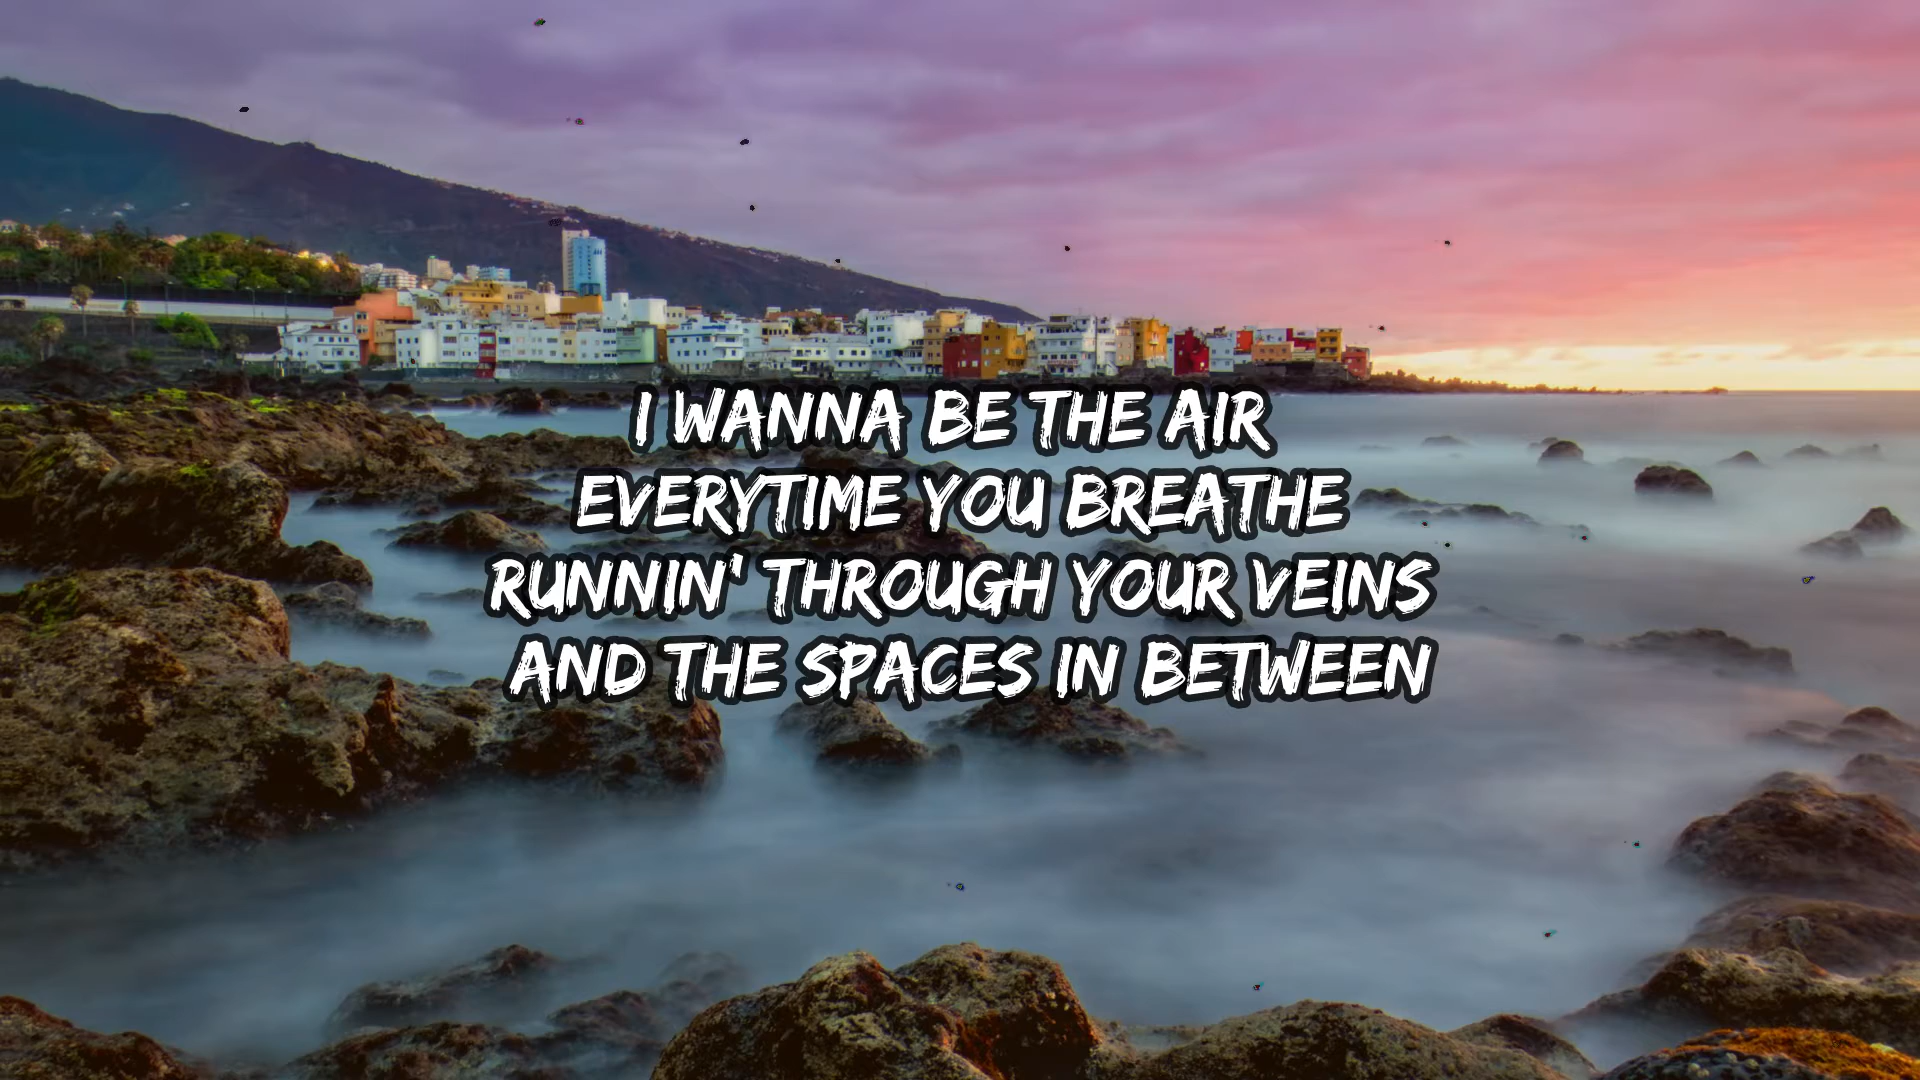 I WANNA BE THE AIR
EVERYTIME YOU BREATHE
RUNNIN' THROUGH YOUR VEINS
AND THE SPACES IN BETWEEN